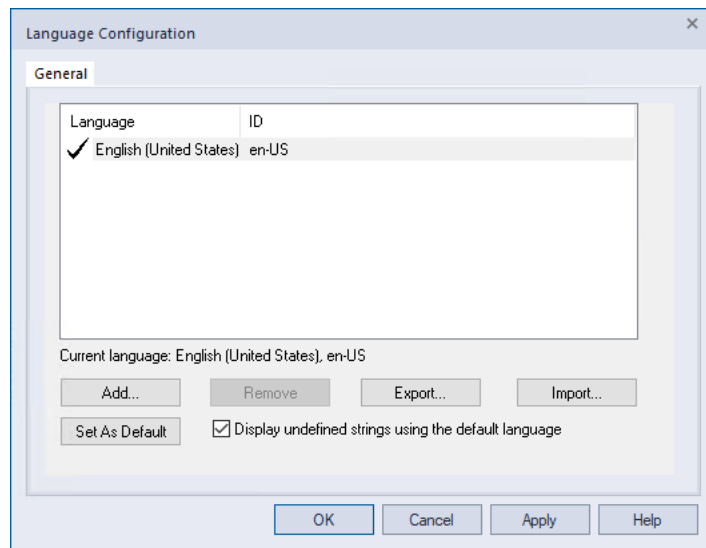 Language Configuration
General
Language ID
English (United States) en-US
Current language: English (United States), en-US
Add... Remove Export... Import...
Set As Default Display undefined strings using the default language
OK Cancel Apply Help